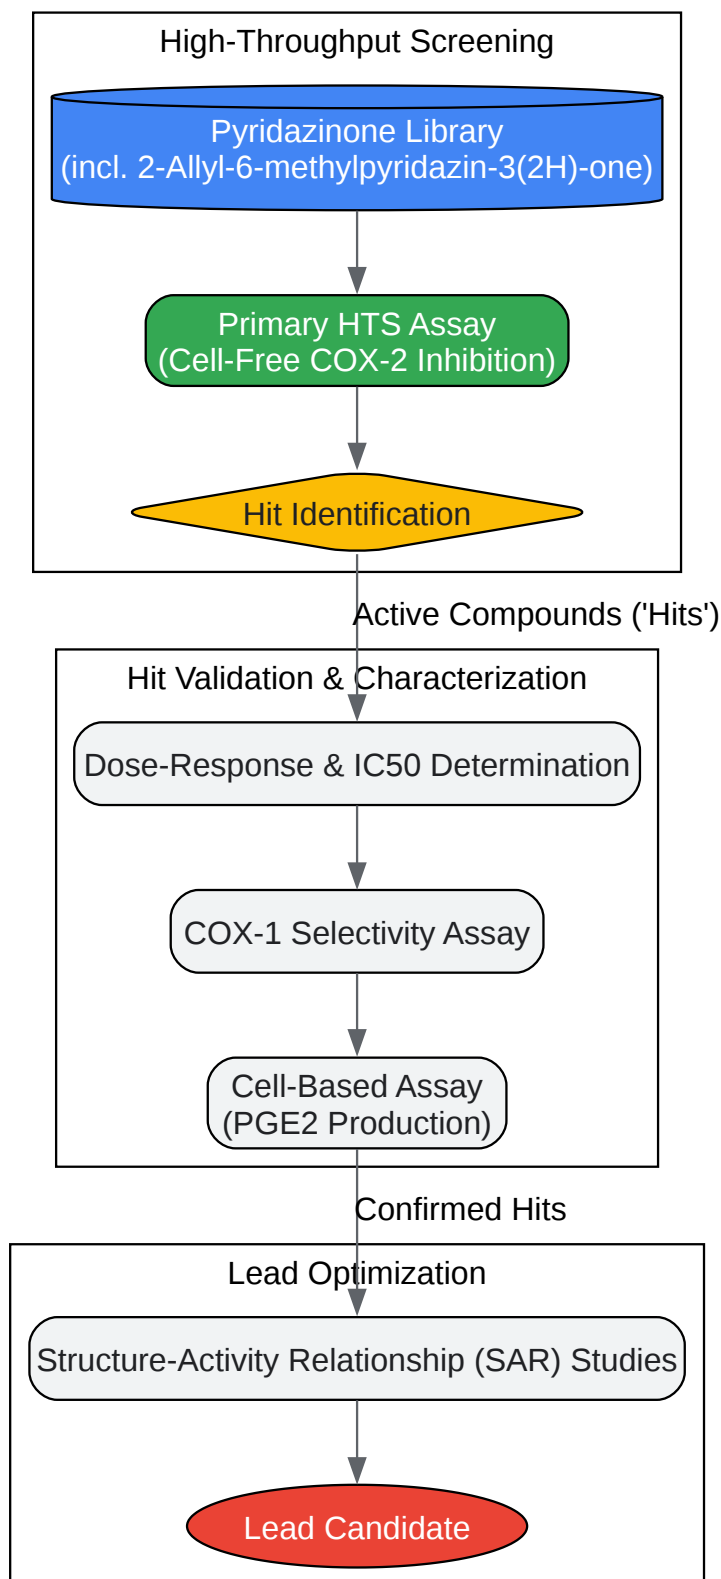 High-Throughput Screening
Pyridazinone Library
(incl. 2-Allyl-6-methylpyridazin-3(2H)-one)
Primary HTS Assay
(Cell-Free COX-2 Inhibition)
Hit Identification
Active Compounds ('Hits')
Hit Validation & Characterization
Dose-Response & IC50 Determination
COX-1 Selectivity Assay
Cell-Based Assay
(PGE2 Production)
Confirmed Hits
Lead Optimization
Structure-Activity Relationship (SAR) Studies
Lead Candidate